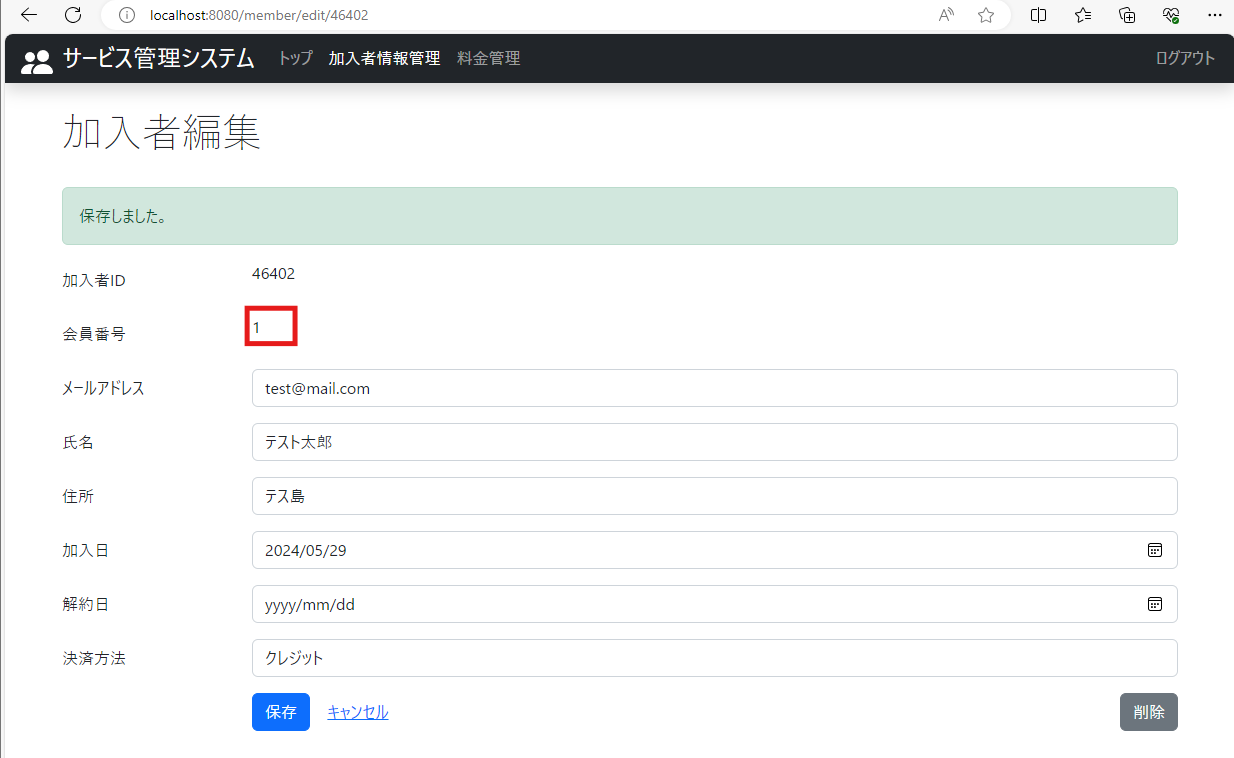 localhost:8080/member/edit/46402
サービス管理システム トップ 加入者情報管理 料金管理 ログアウト
加入者編集
保存しました。
加入者ID 46402
会員番号 1
メールアドレス test@mail.com
氏名 テスト太郎
住所 テス島
加入日 2024/05/29
解約日 yyyy/mm/dd
決済方法 クレジット
保存 キャンセル 削除